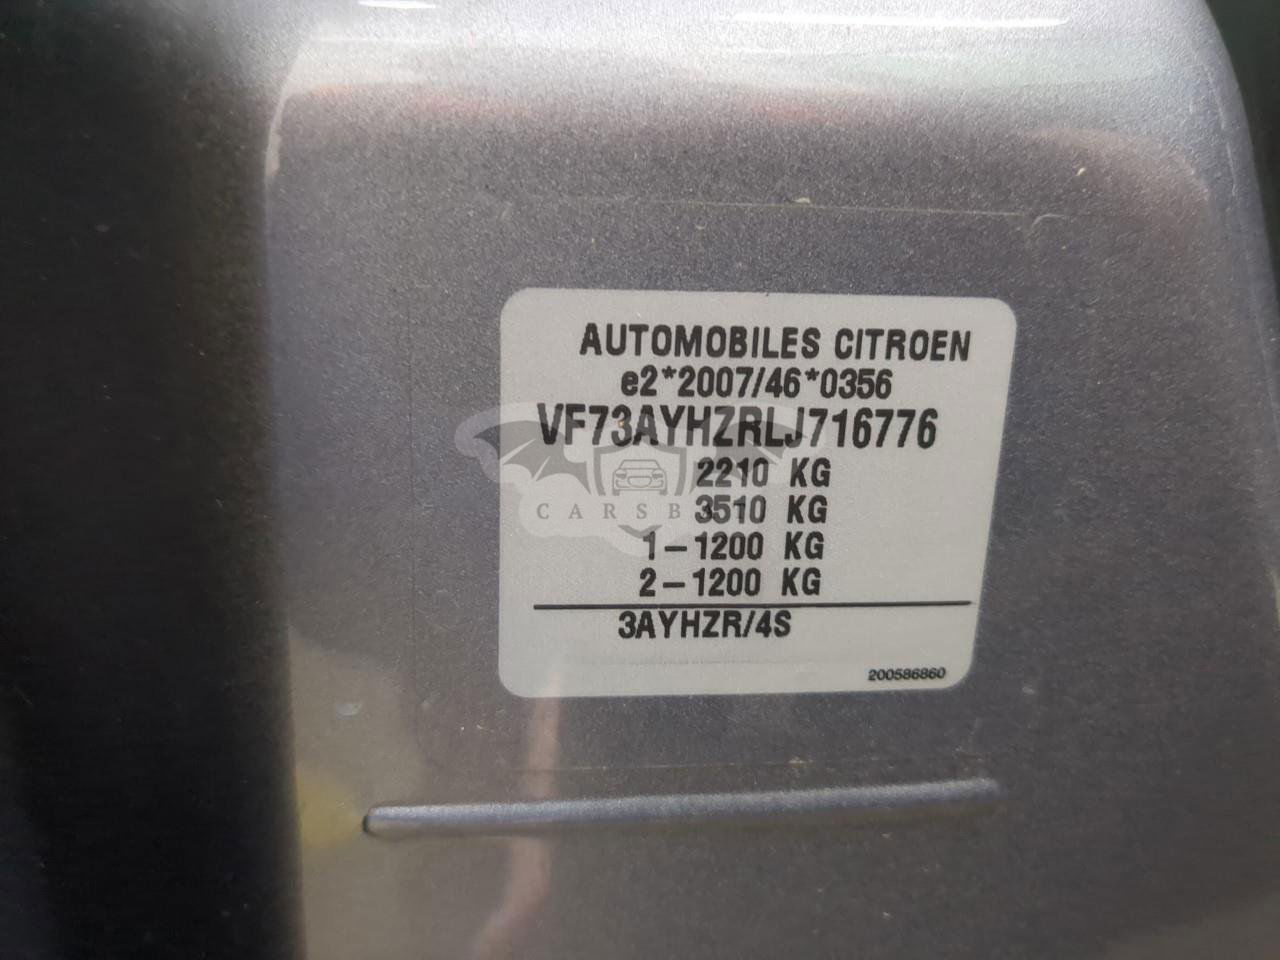 AUTOMOBILES CITROEN
e2*2007/46*0356
VF73AYHZRLJ716776
2210 KG
3510 KG
CARSB
1-1200 KG
2-1200 KG
3AYHZR/4S
200586860